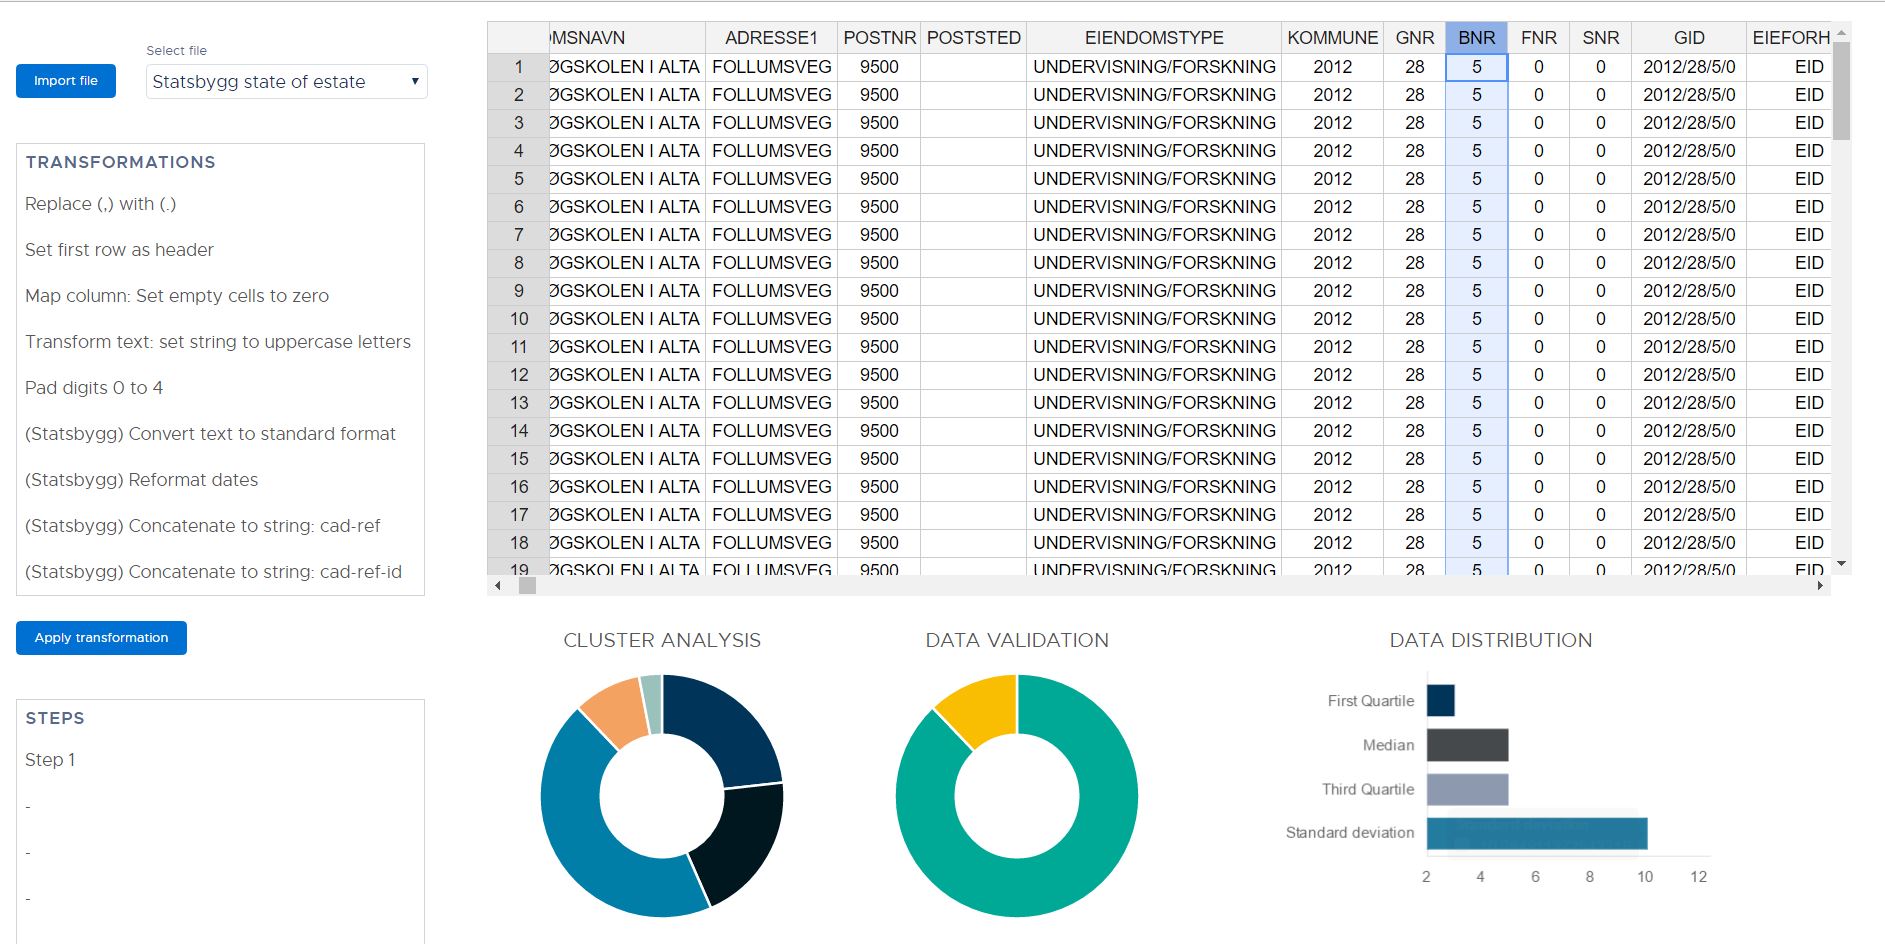 Select file
Import file
Statsbygg state of estate
TRANSFORMATIONS
Replace (,) with (.)
Set first row as header
Map column: Set empty cells to zero
Transform text: set string to uppercase letters
Pad digits 0 to 4
(Statsbygg) Convert text to standard format
(Statsbygg) Reformat dates
(Statsbygg) Concatenate to string: cad-ref
(Statsbygg) Concatenate to string: cad-ref-id
Apply transformation
STEPS
Step 1
-
-
-
OMSNAVN ADRESSE1 POSTNR POSTSTED EIENDOMSTYPE KOMMUNE GNR BNR FNR SNR GID EIEFORH
1 ØGSKOLEN I ALTA FOLLUMSVEG 9500 UNDERVISNING/FORSKNING 2012 28 5 0 0 2012/28/5/0 EID
2 ØGSKOLEN I ALTA FOLLUMSVEG 9500 UNDERVISNING/FORSKNING 2012 28 5 0 0 2012/28/5/0 EID
3 ØGSKOLEN I ALTA FOLLUMSVEG 9500 UNDERVISNING/FORSKNING 2012 28 5 0 0 2012/28/5/0 EID
4 ØGSKOLEN I ALTA FOLLUMSVEG 9500 UNDERVISNING/FORSKNING 2012 28 5 0 0 2012/28/5/0 EID
5 ØGSKOLEN I ALTA FOLLUMSVEG 9500 UNDERVISNING/FORSKNING 2012 28 5 0 0 2012/28/5/0 EID
6 ØGSKOLEN I ALTA FOLLUMSVEG 9500 UNDERVISNING/FORSKNING 2012 28 5 0 0 2012/28/5/0 EID
7 ØGSKOLEN I ALTA FOLLUMSVEG 9500 UNDERVISNING/FORSKNING 2012 28 5 0 0 2012/28/5/0 EID
8 ØGSKOLEN I ALTA FOLLUMSVEG 9500 UNDERVISNING/FORSKNING 2012 28 5 0 0 2012/28/5/0 EID
9 ØGSKOLEN I ALTA FOLLUMSVEG 9500 UNDERVISNING/FORSKNING 2012 28 5 0 0 2012/28/5/0 EID
10 ØGSKOLEN I ALTA FOLLUMSVEG 9500 UNDERVISNING/FORSKNING 2012 28 5 0 0 2012/28/5/0 EID
11 ØGSKOLEN I ALTA FOLLUMSVEG 9500 UNDERVISNING/FORSKNING 2012 28 5 0 0 2012/28/5/0 EID
12 ØGSKOLEN I ALTA FOLLUMSVEG 9500 UNDERVISNING/FORSKNING 2012 28 5 0 0 2012/28/5/0 EID
13 ØGSKOLEN I ALTA FOLLUMSVEG 9500 UNDERVISNING/FORSKNING 2012 28 5 0 0 2012/28/5/0 EID
14 ØGSKOLEN I ALTA FOLLUMSVEG 9500 UNDERVISNING/FORSKNING 2012 28 5 0 0 2012/28/5/0 EID
15 ØGSKOLEN I ALTA FOLLUMSVEG 9500 UNDERVISNING/FORSKNING 2012 28 5 0 0 2012/28/5/0 EID
16 ØGSKOLEN I ALTA FOLLUMSVEG 9500 UNDERVISNING/FORSKNING 2012 28 5 0 0 2012/28/5/0 EID
17 ØGSKOLEN I ALTA FOLLUMSVEG 9500 UNDERVISNING/FORSKNING 2012 28 5 0 0 2012/28/5/0 EID
18 ØGSKOLEN I ALTA FOLLUMSVEG 9500 UNDERVISNING/FORSKNING 2012 28 5 0 0 2012/28/5/0 EID
19 ØGSKOLEN I ALTA FOLLUMSVEG 9500 UNDERVISNING/FORSKNING 2012 28 5 0 0 2012/28/5/0 EID
CLUSTER ANALYSIS
DATA VALIDATION
DATA DISTRIBUTION
First Quartile
Median
Third Quartile
Standard deviation
2 4 6 8 10 12